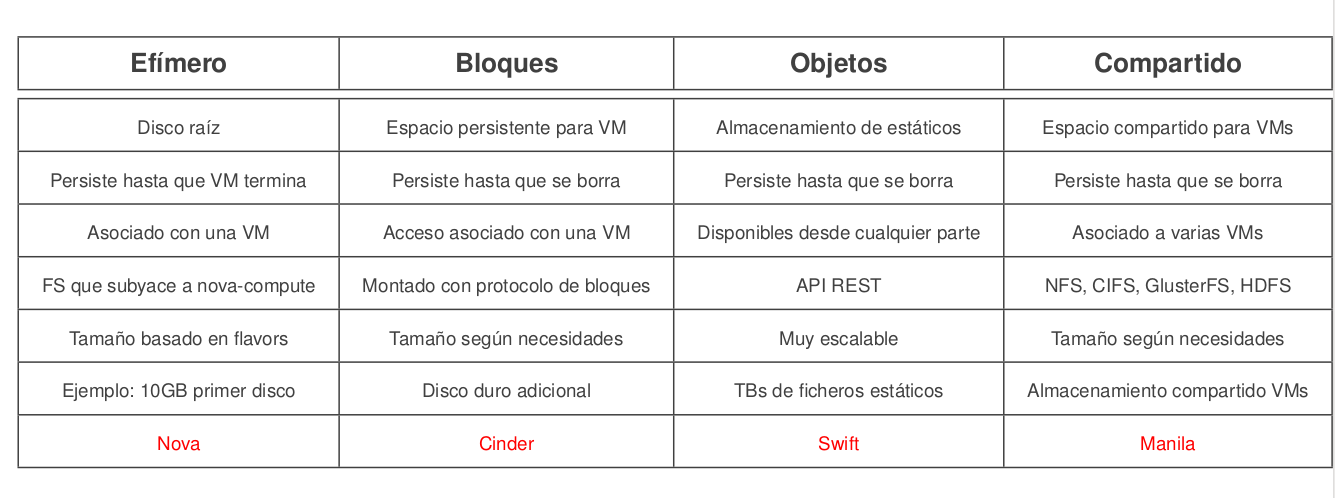 Efímero Bloques Objetos Compartido
Disco raíz Espacio persistente para VM Almacenamiento de estáticos Espacio compartido para VMs
Persiste hasta que VM termina Persiste hasta que se borra Persiste hasta que se borra Persiste hasta que se borra
Asociado con una VM Acceso asociado con una VM Disponibles desde cualquier parte Asociado a varias VMs
FS que subyace a nova-compute Montado con protocolo de bloques API REST NFS, CIFS, GlusterFS, HDFS
Tamaño basado en flavors Tamaño según necesidades Muy escalable Tamaño según necesidades
Ejemplo: 10GB primer disco Disco duro adicional TBs de ficheros estáticos Almacenamiento compartido VMs
Nova Cinder Swift Manila